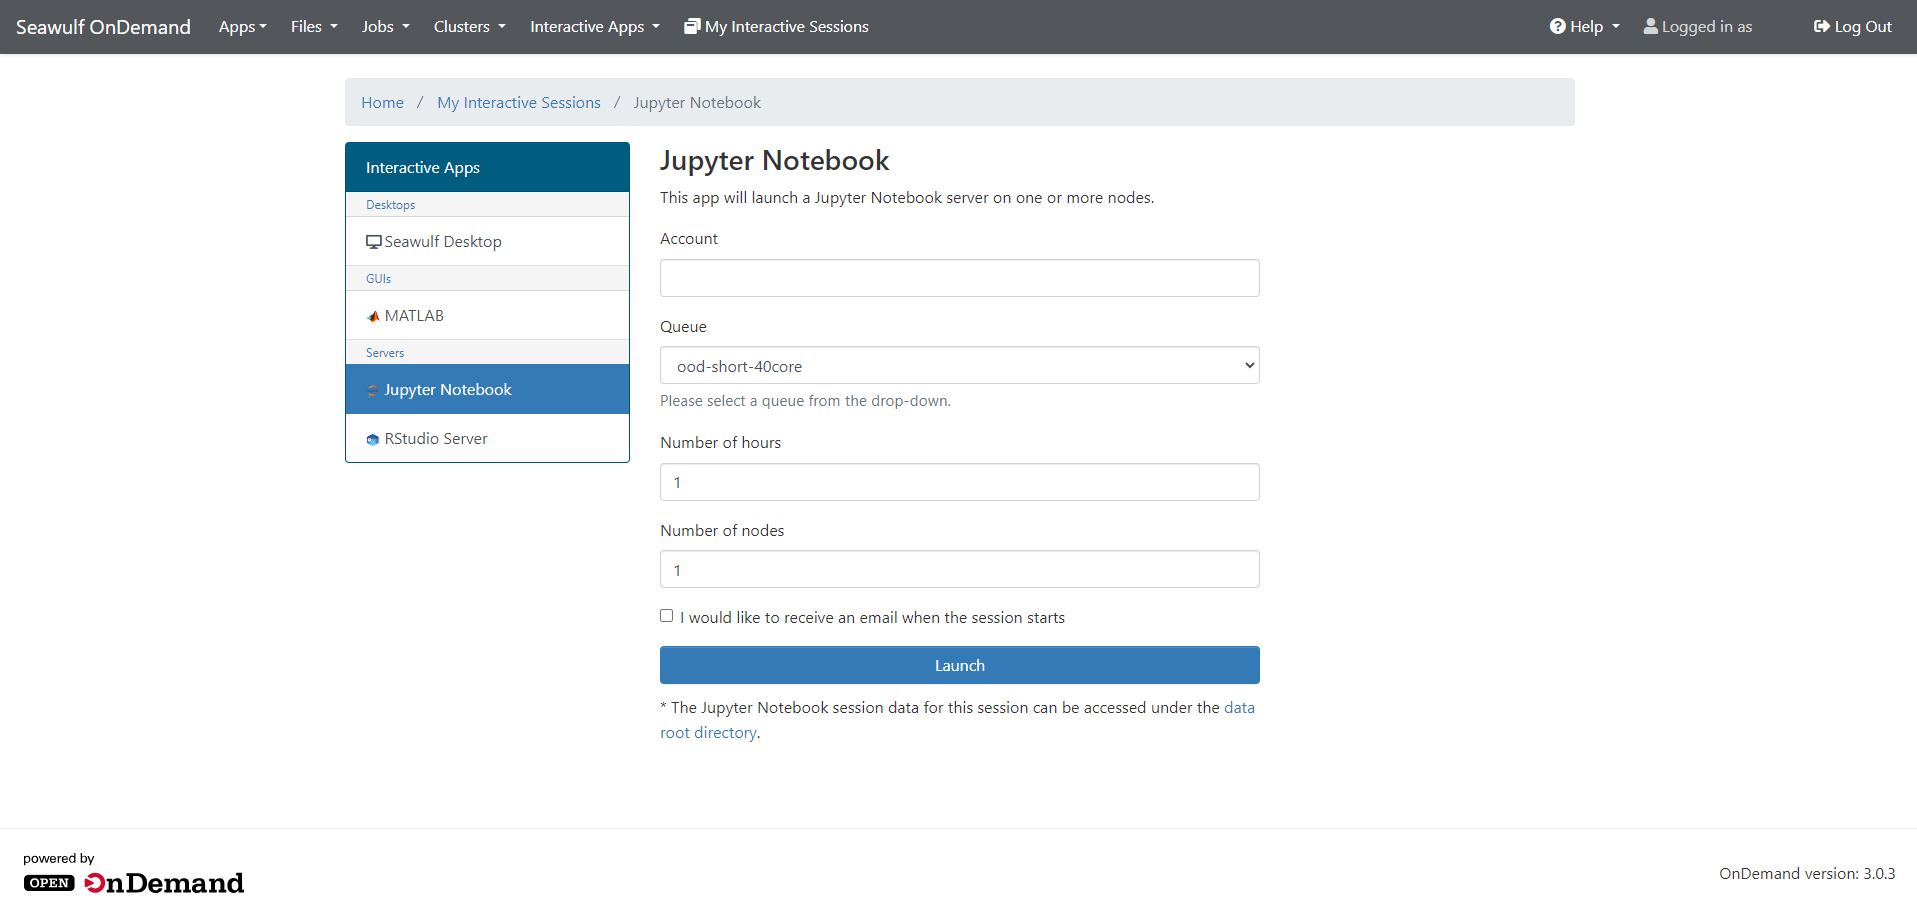 Seawulf OnDemand Apps Files Jobs Clusters Interactive Apps My Interactive Sessions Help Logged in as Log Out
Home / My Interactive Sessions / Jupyter Notebook
Interactive Apps
Desktops
Seawulf Desktop
GUIs
MATLAB
Servers
Jupyter Notebook
RStudio Server
Jupyter Notebook
This app will launch a Jupyter Notebook server on one or more nodes.
Account
Queue
ood-short-40core
Please select a queue from the drop-down.
Number of hours
1
Number of nodes
1
I would like to receive an email when the session starts
Launch
* The Jupyter Notebook session data for this session can be accessed under the data
root directory.
powered by
OPEN OnDemand
OnDemand version: 3.0.3